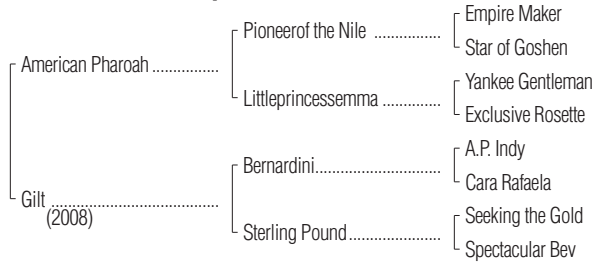 Empire Maker
Pioneerof the Nile ................
Star of Goshen
American Pharoah ................
Yankee Gentleman
Littleprincessemma ..............
Exclusive Rosette
A.P. Indy
Bernardini..............................
Cara Rafaela
Gilt ..........................................
(2008)
Seeking the Gold
Sterling Pound......................
Spectacular Bev